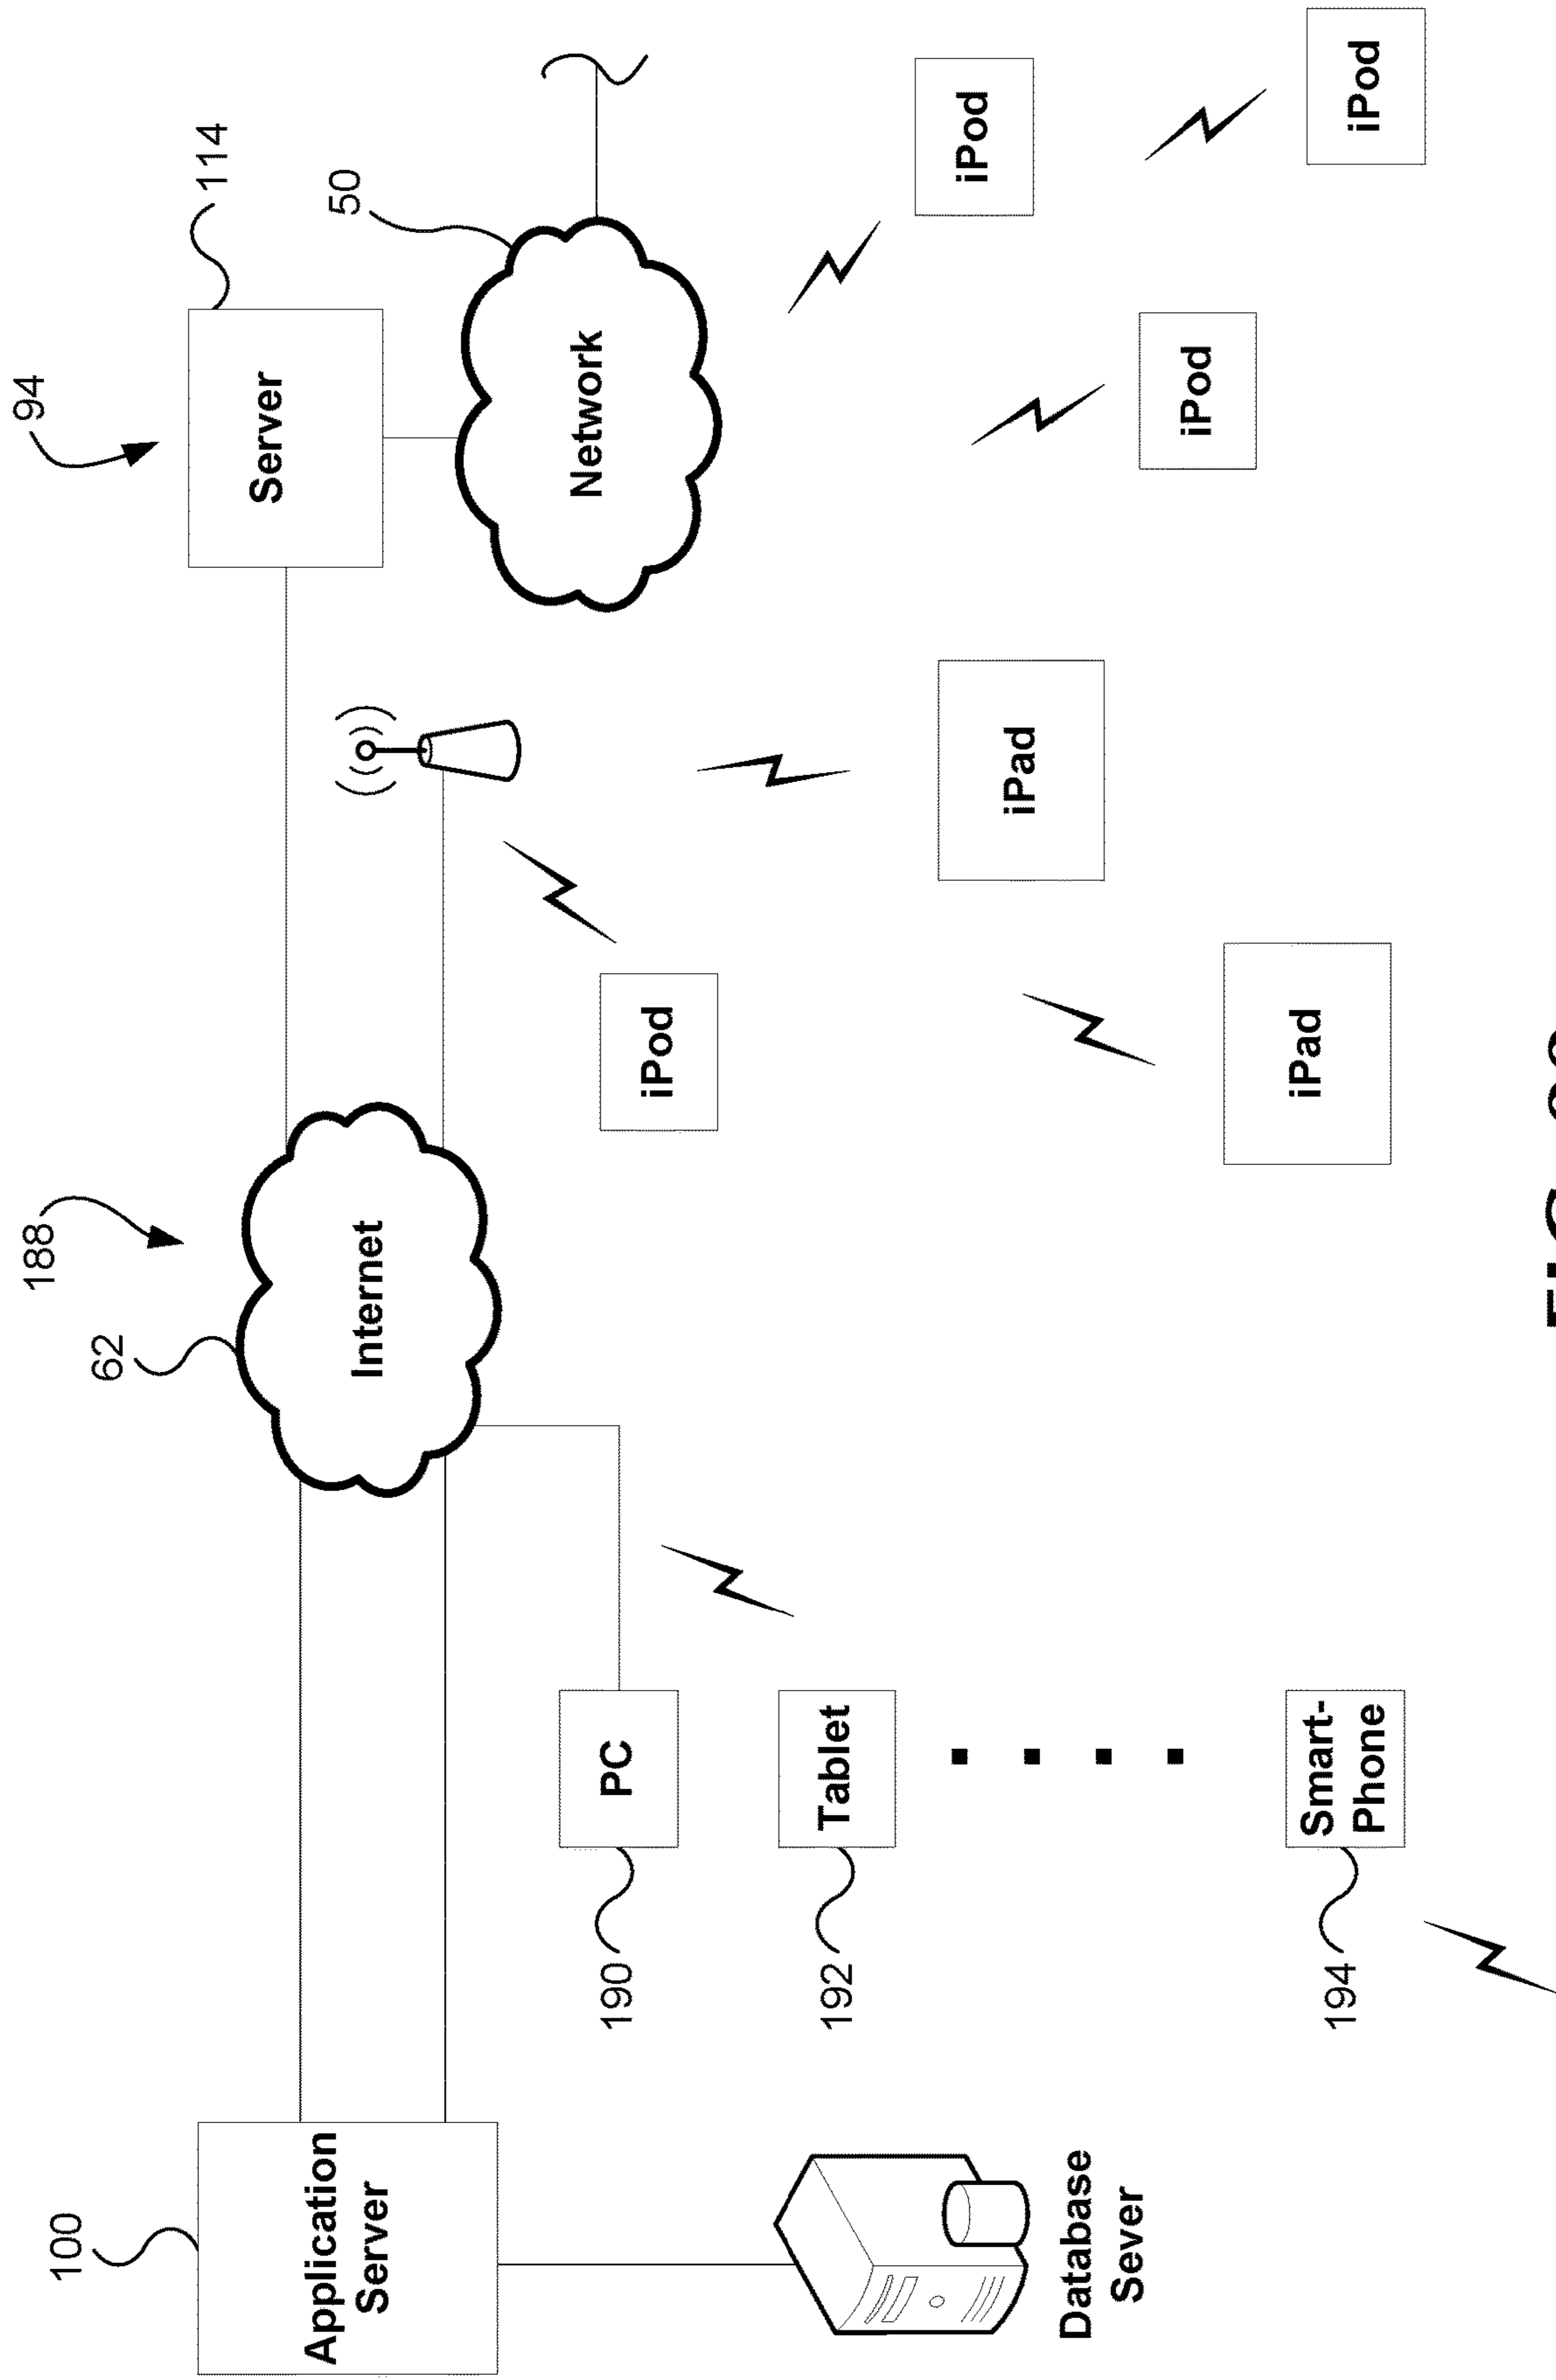 94
114
188
62
50
100
Application
Server
Internet
Server
Network
190
PC
iPod
192
Tablet
iPad
iPod
iPod
Database
Sever
194
Smart-
Phone
iPad
iPod